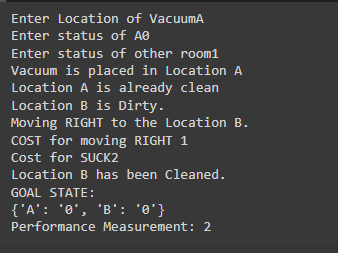 Enter Location of VacuumA
Enter status of A0
Enter status of other room1
Vacuum is placed in Location A
Location A is already clean
Location B is Dirty.
Moving RIGHT to the Location B.
COST for moving RIGHT 1
Cost for SUCK2
Location B has been Cleaned.
GOAL STATE:
{'A': '0', 'B': '0'}
Performance Measurement: 2